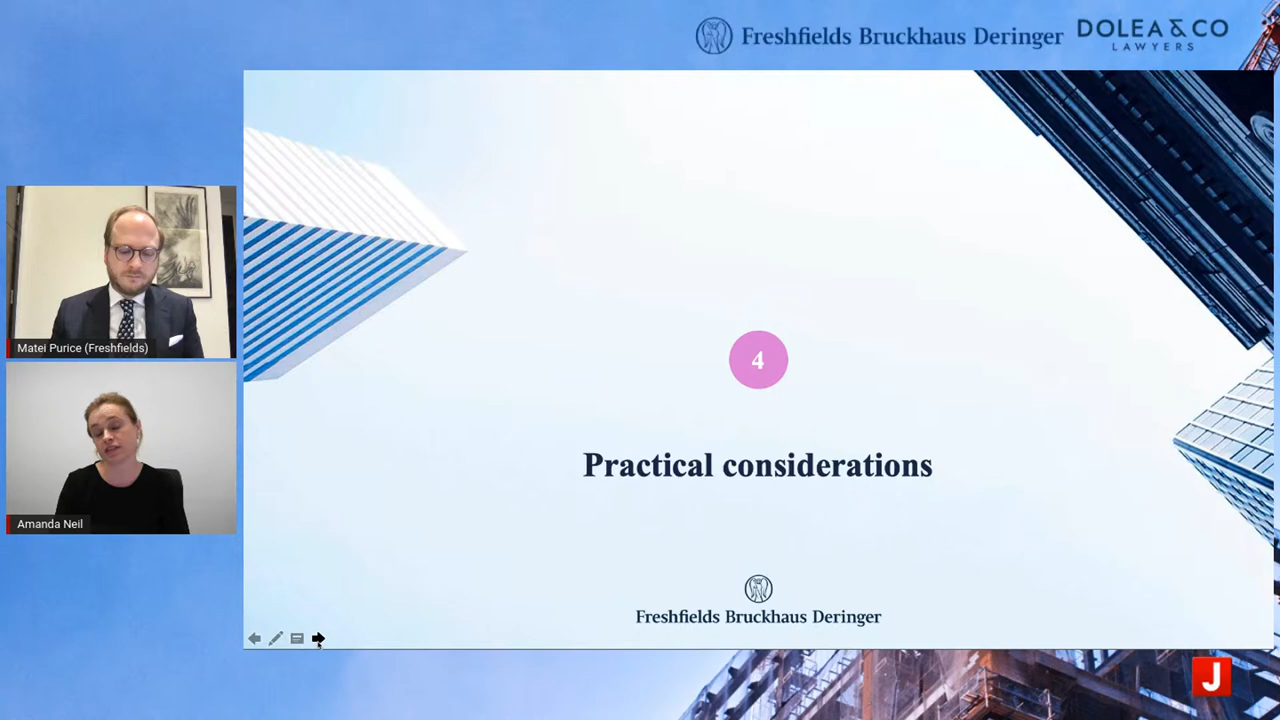 Freshfields Bruckhaus Deringer
DOLEA & CO
LAWYERS
Matei Purice (Freshfields)
Amanda Neil
4
Practical considerations
Freshfields Bruckhaus Deringer
J